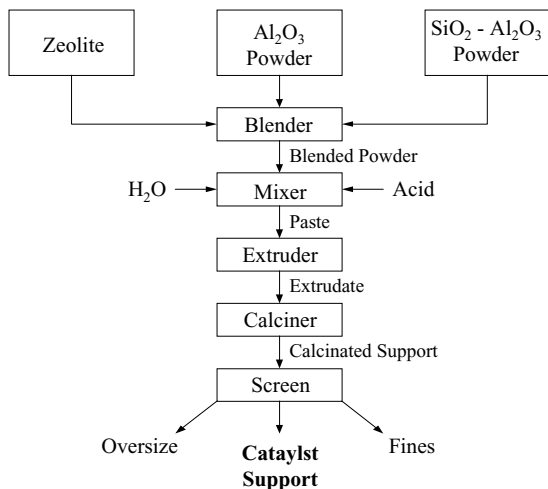 Zeolite
Al₂O₃
Powder
SiO₂ - Al₂O₃
Powder
Blender
Blended Powder
H₂O
Mixer
Acid
Paste
Extruder
Extrudate
Calciner
Calcinated Support
Screen
Oversize
Cataylst
Support
Fines